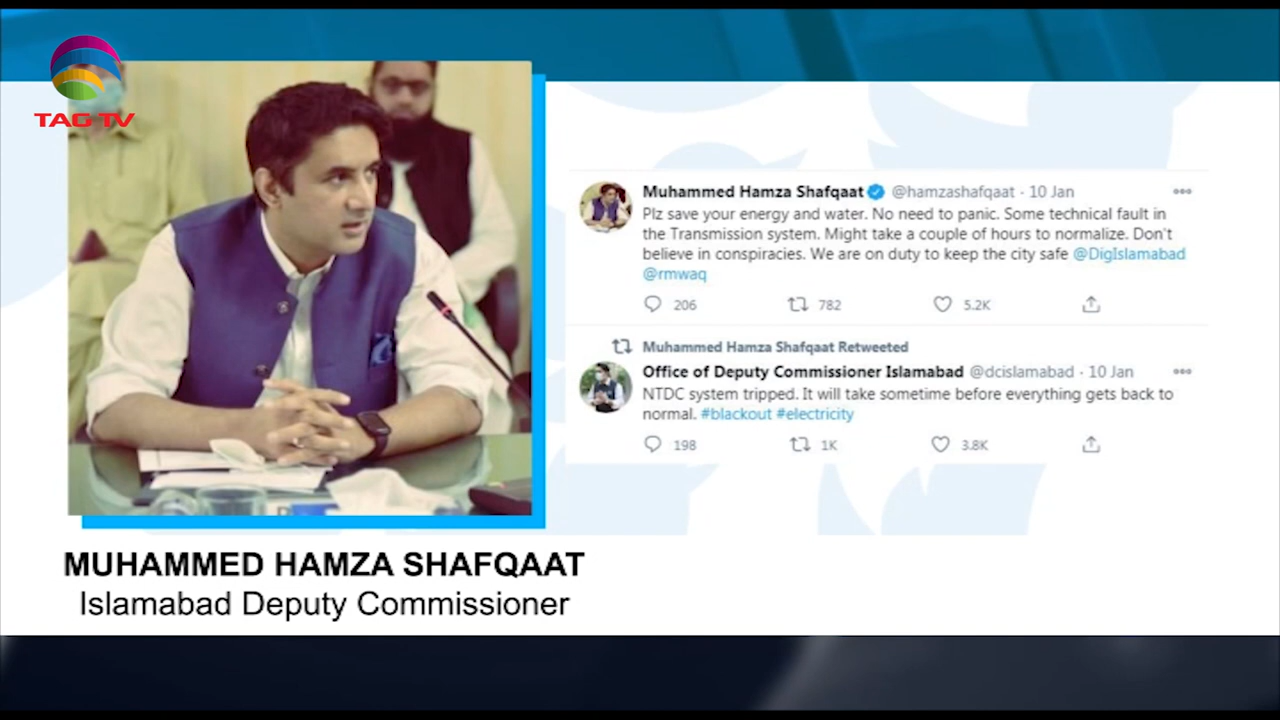 TAG TV
Muhammed Hamza Shafqaat @hamzashafqaat · 10 Jan
Plz save your energy and water. No need to panic. Some technical fault in
the Transmission system. Might take a couple of hours to normalize. Don't
believe in conspiracies. We are on duty to keep the city safe @DigIslamabad
@rmwaq
206 782 5.2K
Muhammed Hamza Shafqaat Retweeted
Office of Deputy Commissioner Islamabad @dcislamabad · 10 Jan
NTDC system tripped. It will take sometime before everything gets back to
normal. #blackout #electricity
198 1K 3.8K
MUHAMMED HAMZA SHAFQAAT
Islamabad Deputy Commissioner